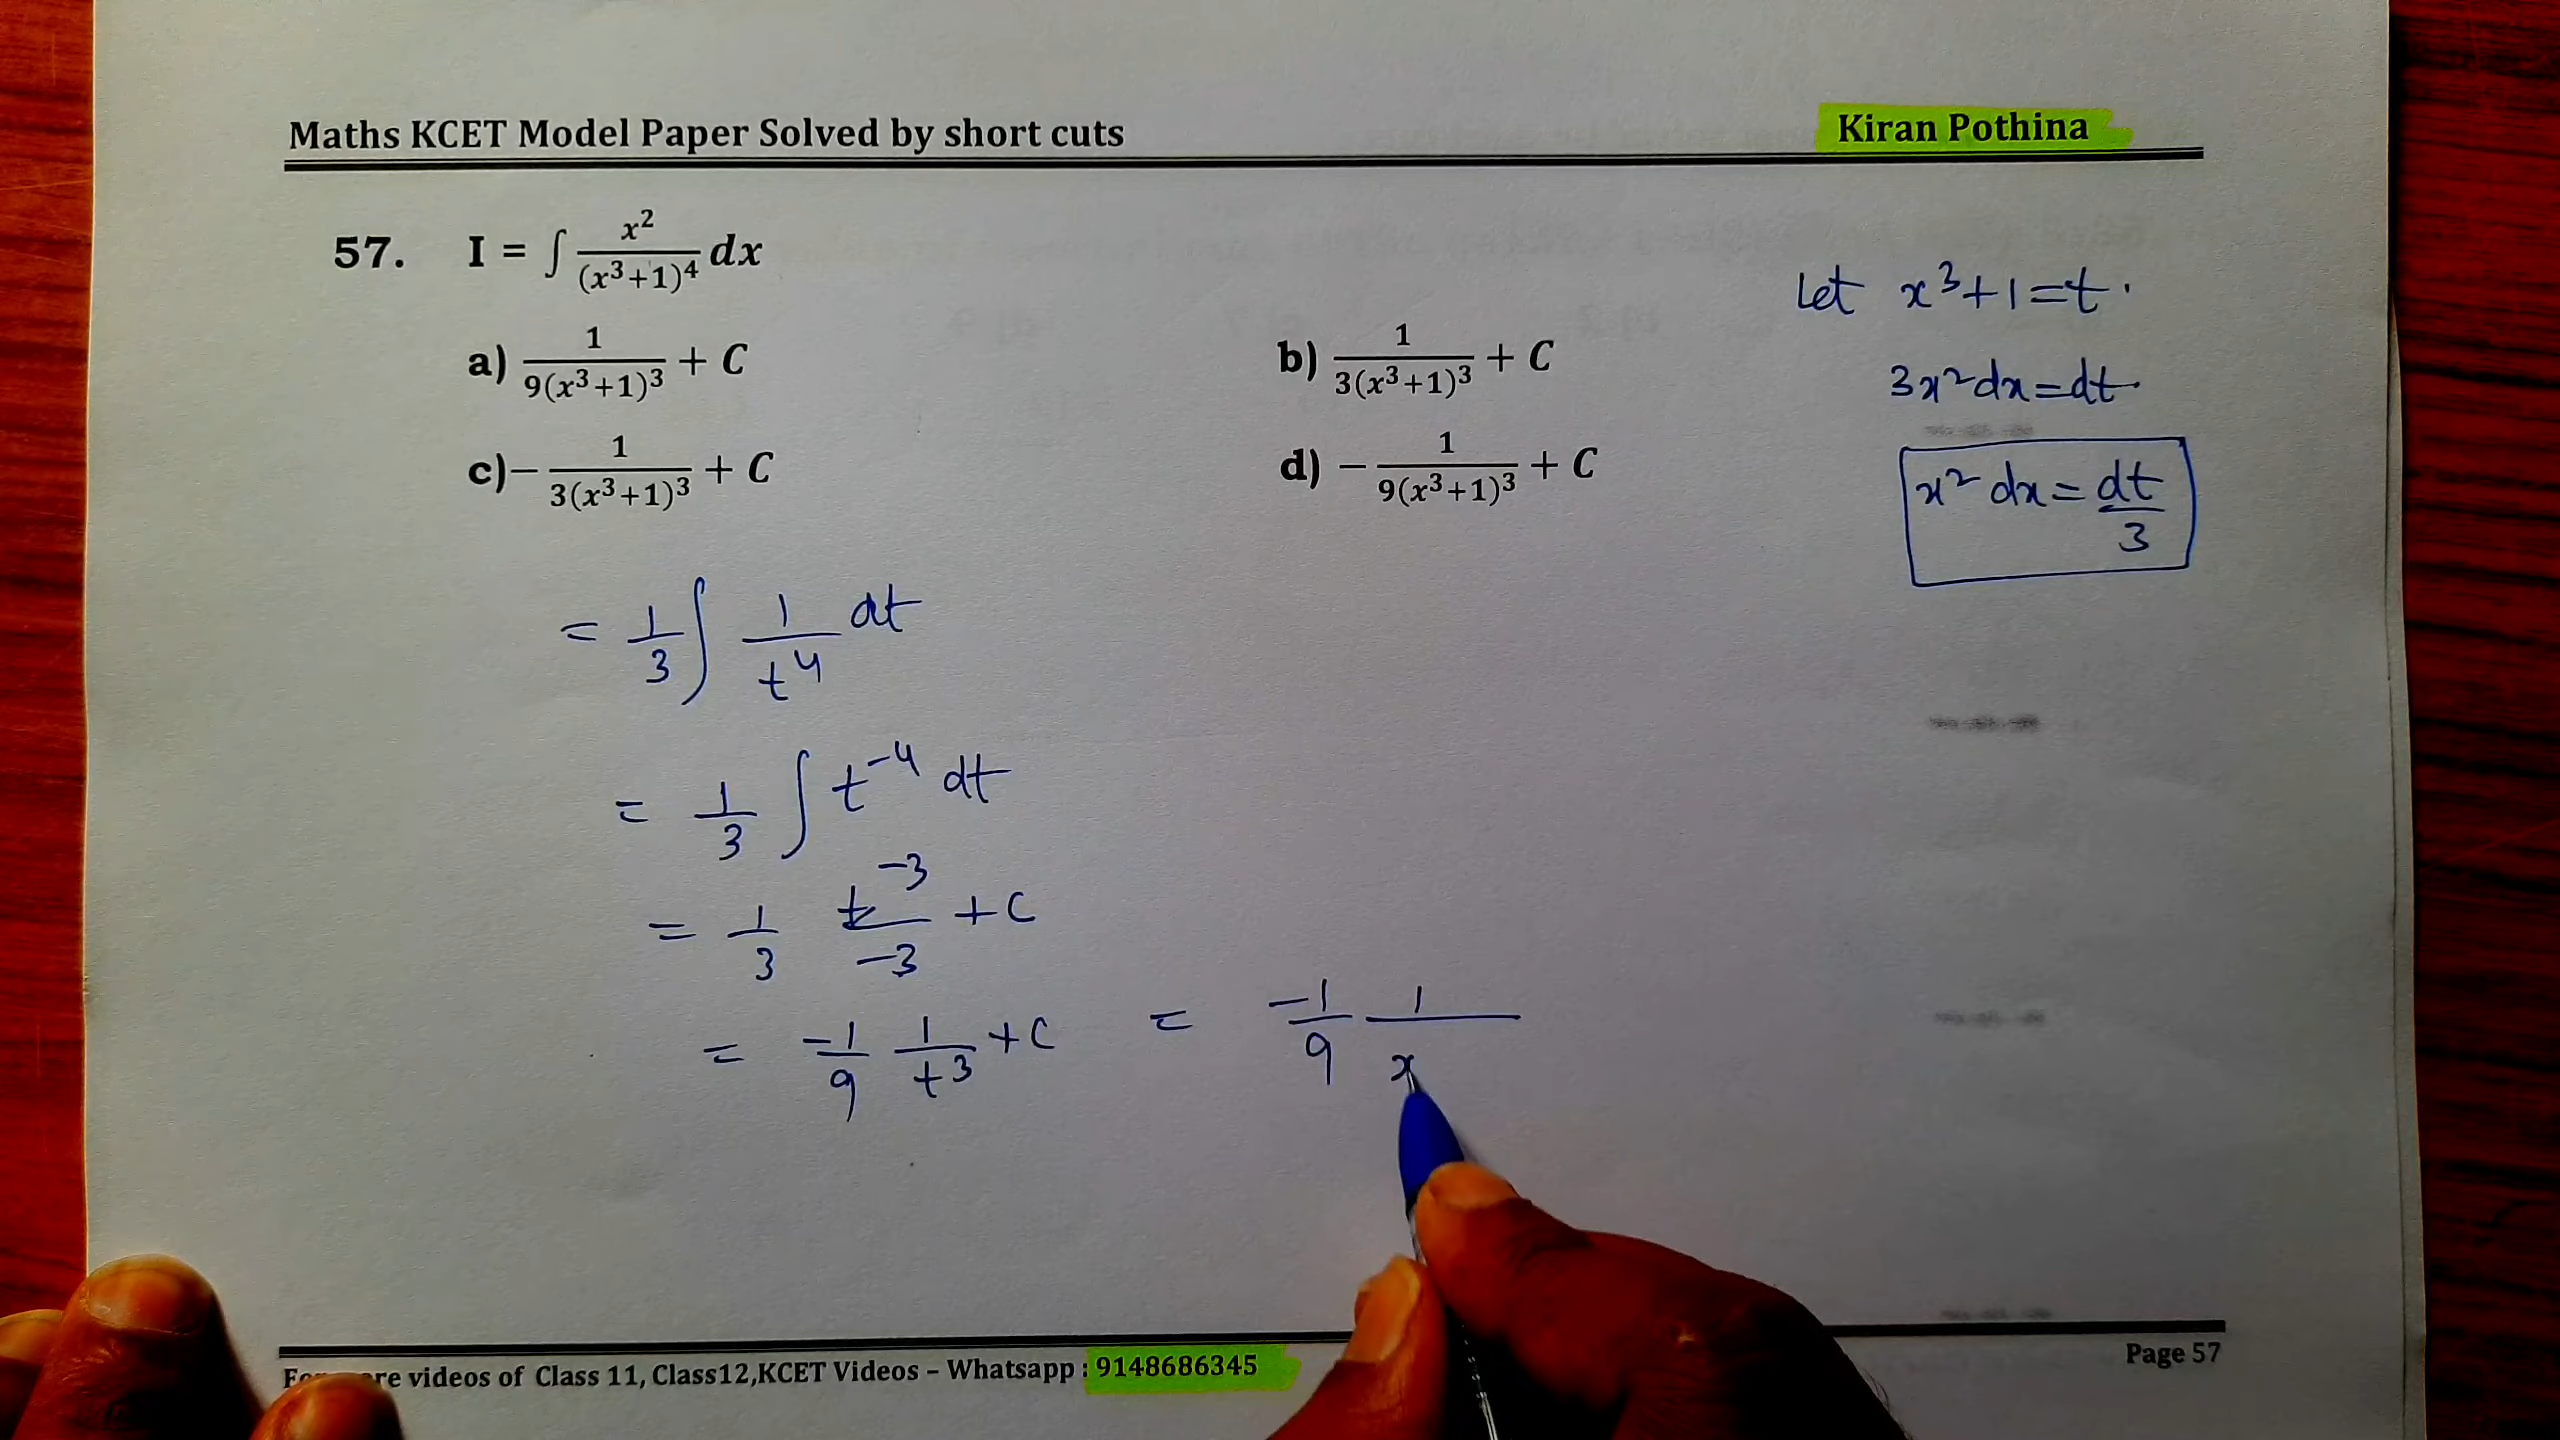 Maths KCET Model Paper Solved by short cuts Kiran Pothina
57. I = ∫ x²/(x³+1)⁴ dx
a) 1/9(x³+1)³ + C b) 1/3(x³+1)³ + C
c) − 1/3(x³+1)³ + C d) − 1/9(x³+1)³ + C
Let x³+1=t.
3x²dx=dt.
x² dx = dt/3
= 1/3 ∫ 1/t⁴ dt
= 1/3 ∫ t⁻⁴ dt
= 1/3 t⁻³/−3 + C
= −1/9 1/t³ + C = −1/9 1/x
re videos of Class 11, Class12,KCET Videos – Whatsapp : 9148686345
Page 57